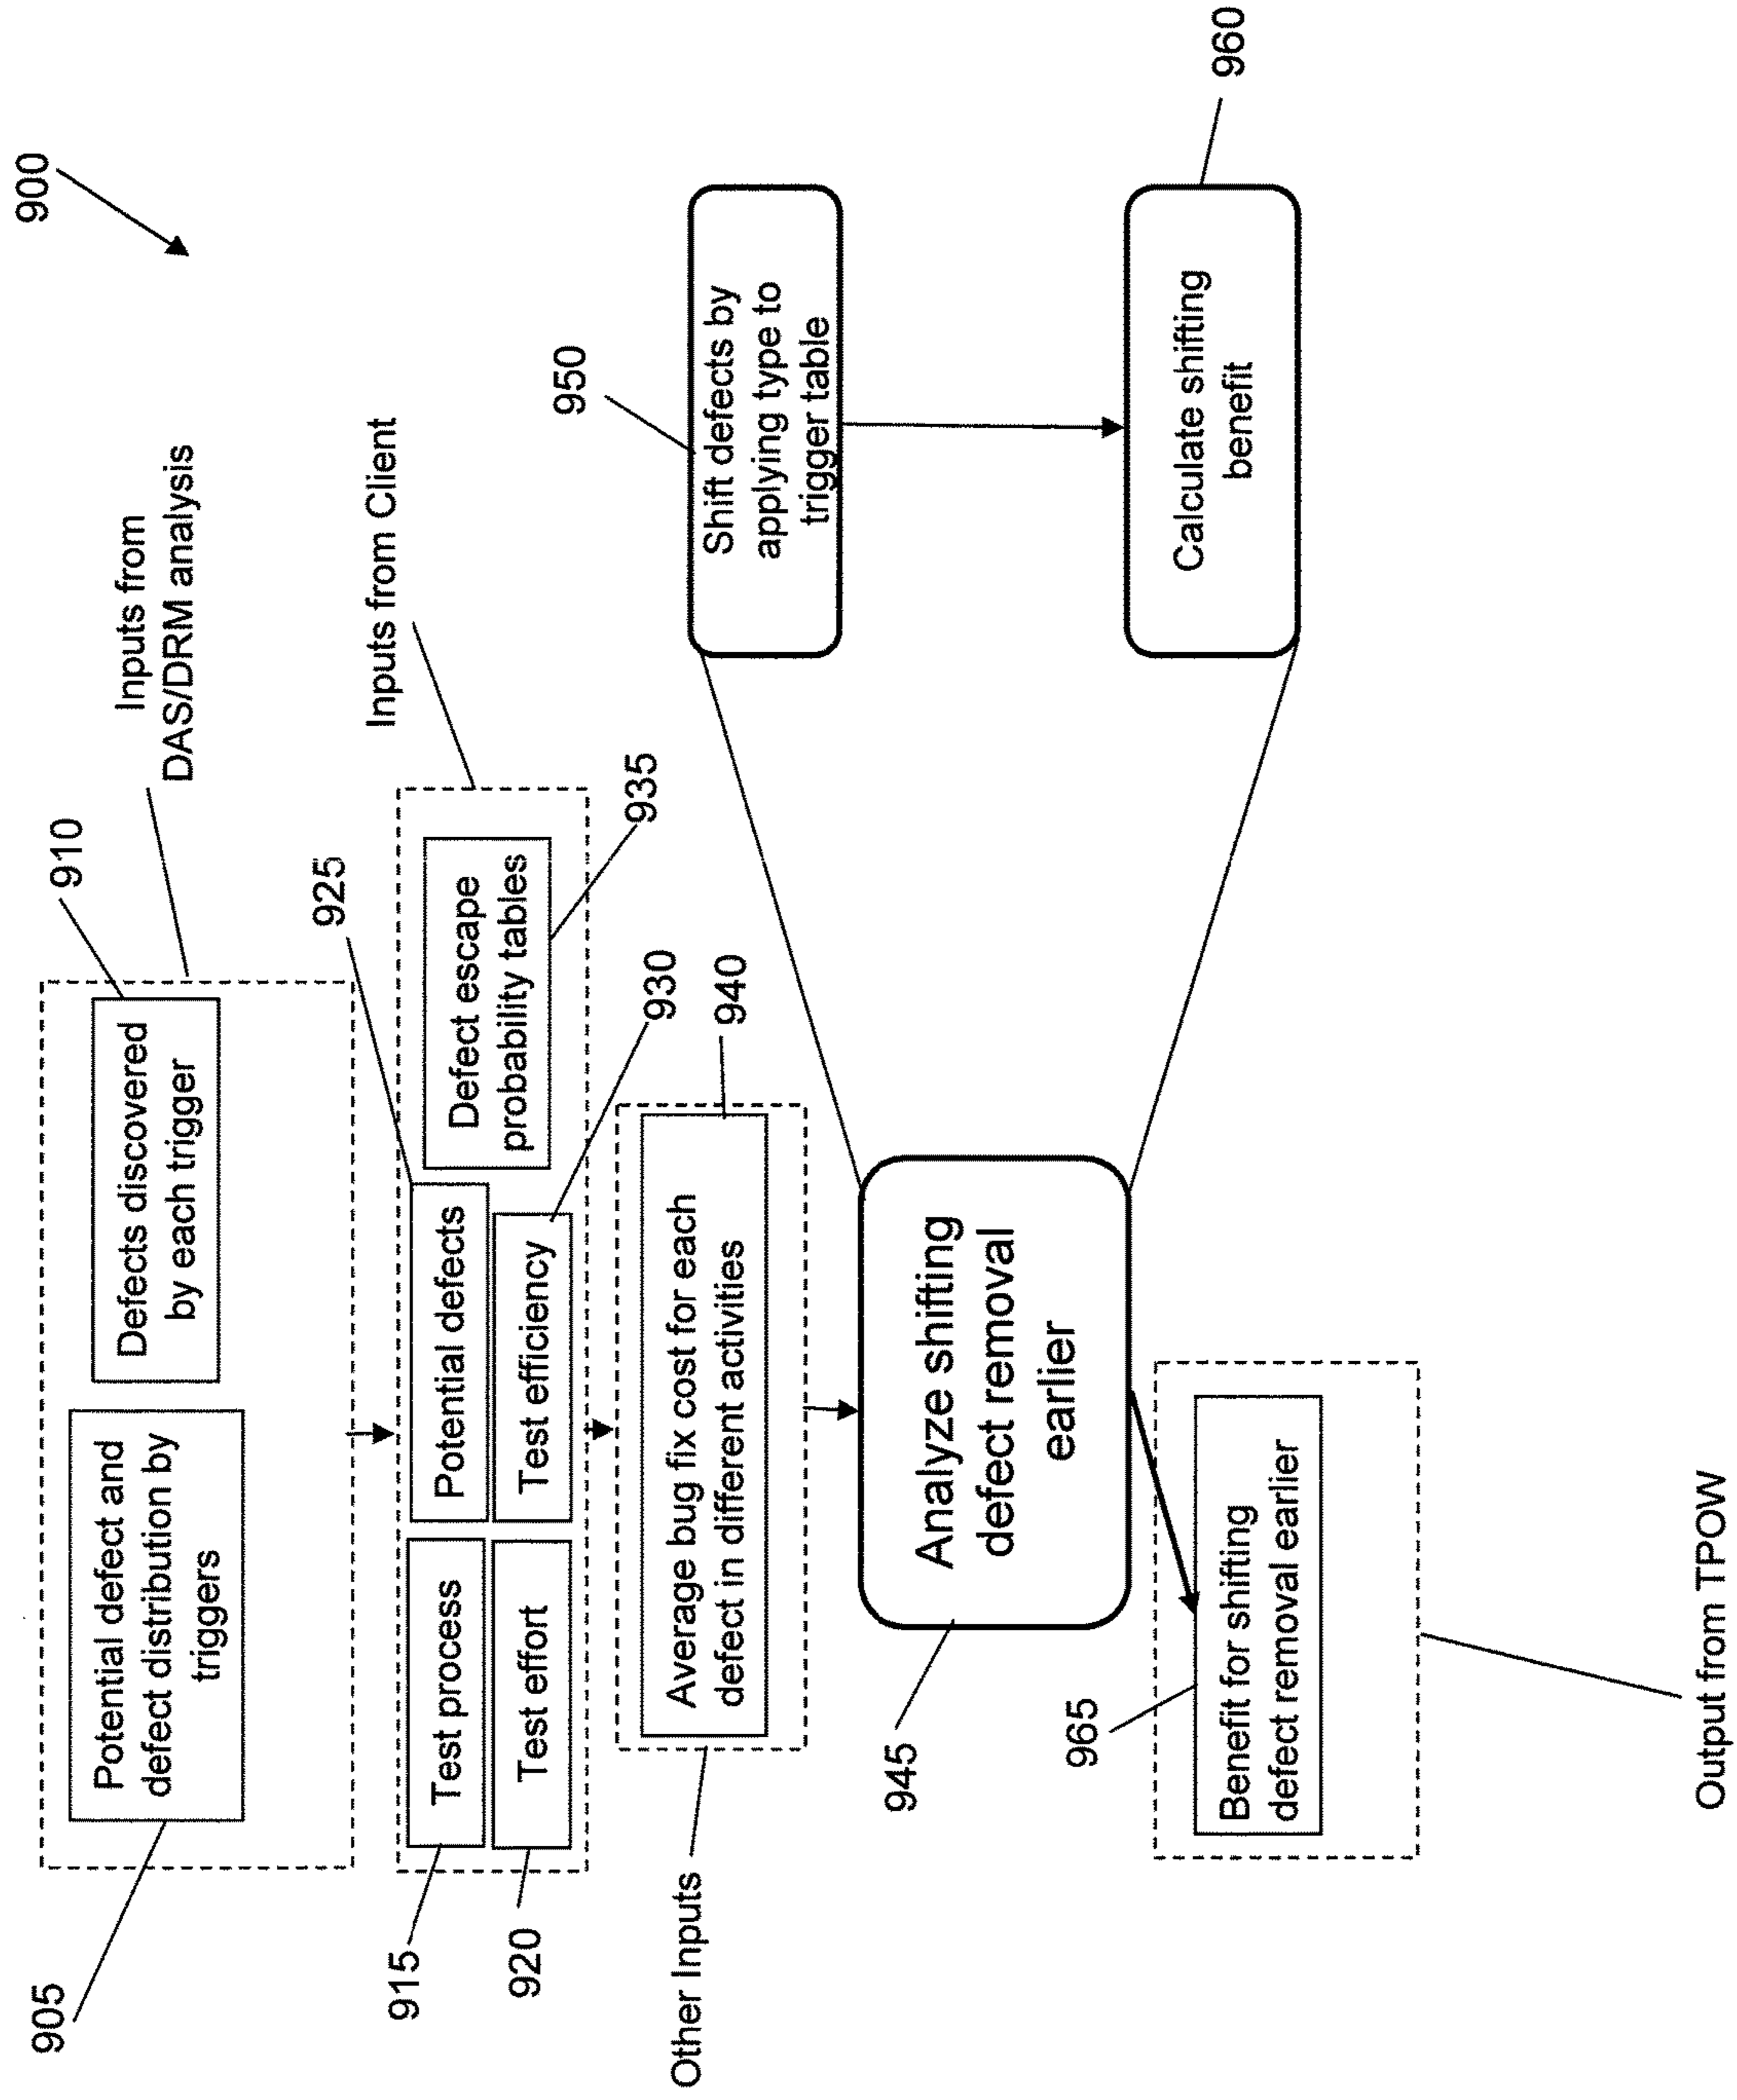 900
Inputs from
DAS/DRM analysis
905
910
Potential defect and
defect distribution by
triggers
Defects discovered
by each trigger
Inputs from Client
915
920
925
930
935
Test process
Test effort
Potential defects
Test efficiency
Defect escape
probability tables
Other Inputs
940
Average bug fix cost for each
defect in different activities
945
Analyze shifting
defect removal
earlier
950
Shift defects by
applying type to
trigger table
960
Calculate shifting
benefit
965
Benefit for shifting
defect removal earlier
Output from TPOW